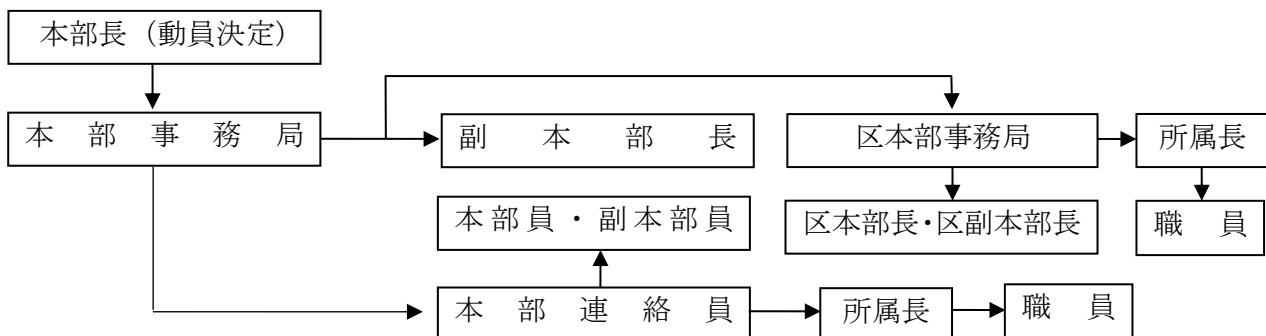 本部長（動員決定）
本部事務局
副本部長
区本部事務局
所属長
本部員・副本部員
区本部長・区副本部長
職員
本部連絡員
所属長
職員